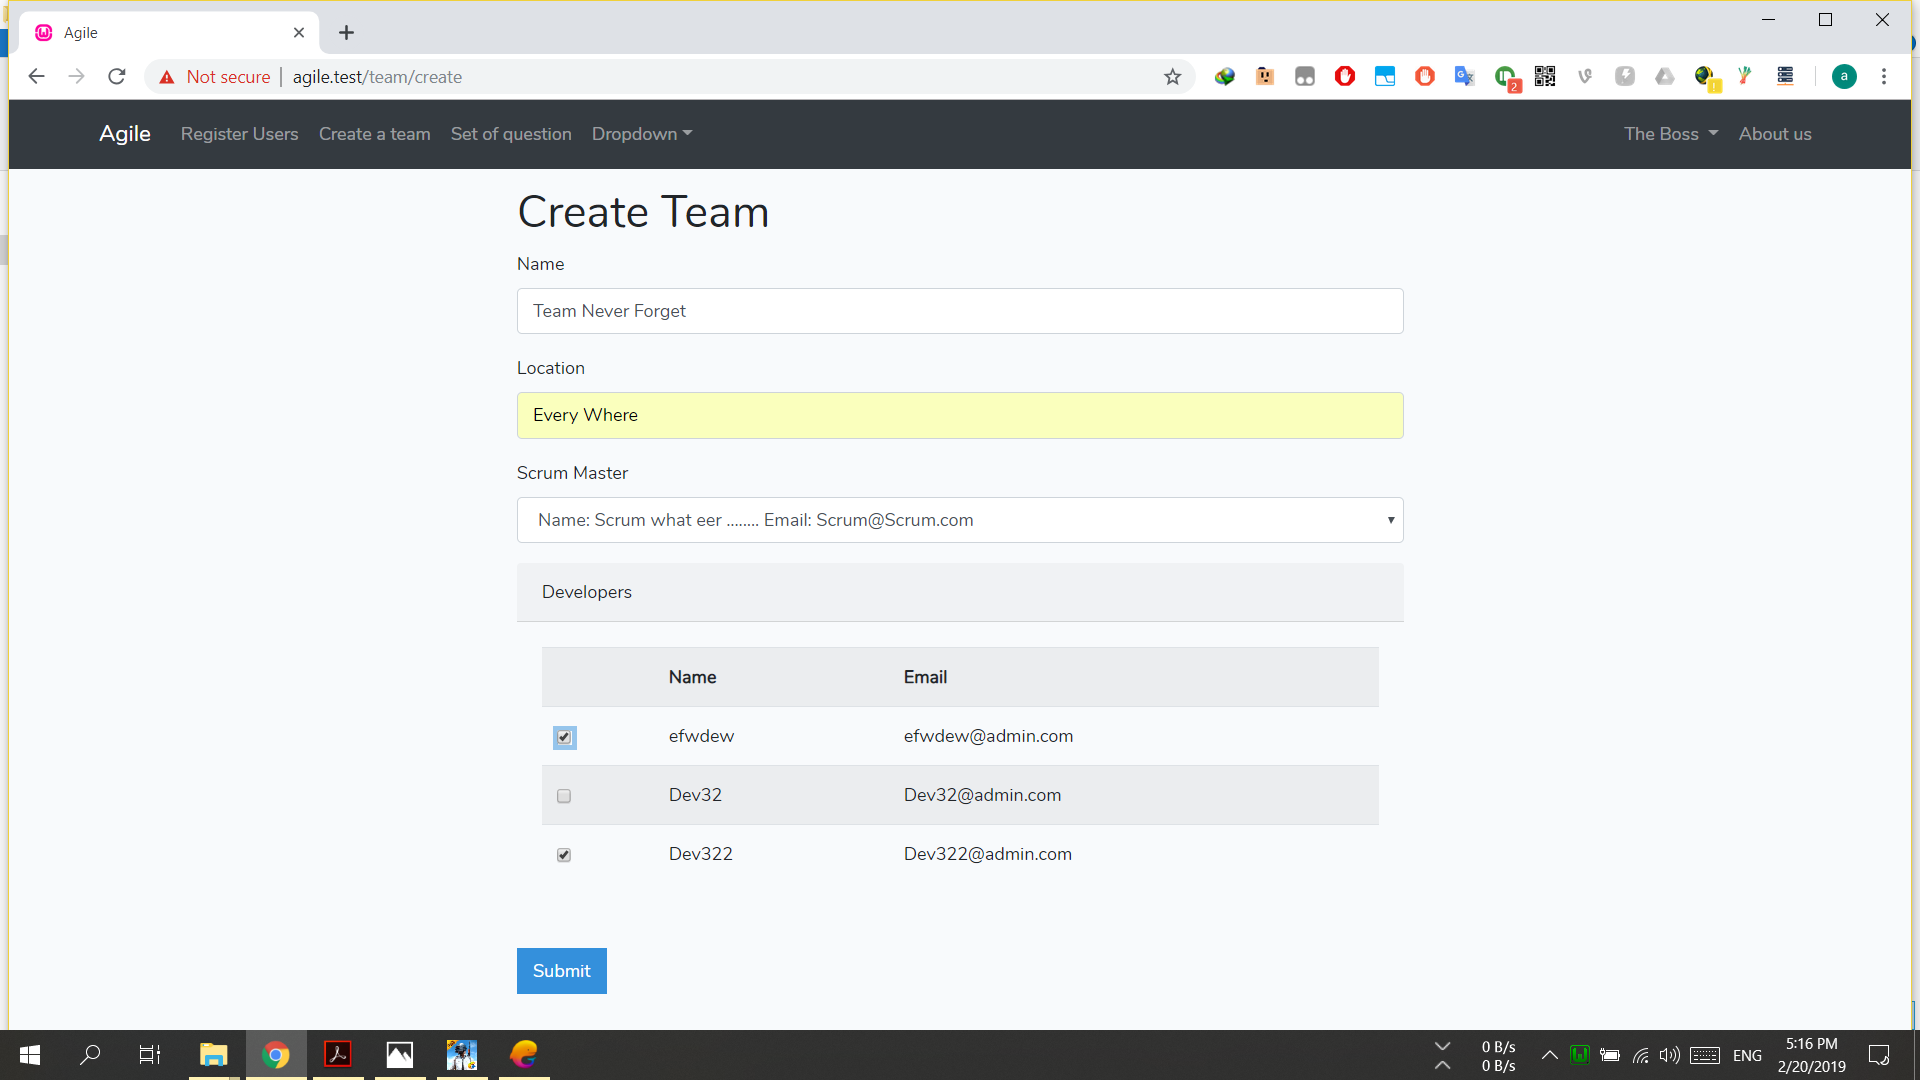 Agile
Not secure | agile.test/team/create
2
a
Agile Register Users Create a team Set of question Dropdown The Boss About us
Create Team
Name
Team Never Forget
Location
Every Where
Scrum Master
Name: Scrum what eer ........ Email: Scrum@Scrum.com
Developers
Name Email
efwdew efwdew@admin.com
Dev32 Dev32@admin.com
Dev322 Dev322@admin.com
Submit
0 B/s
0 B/s
ENG
5:16 PM
2/20/2019